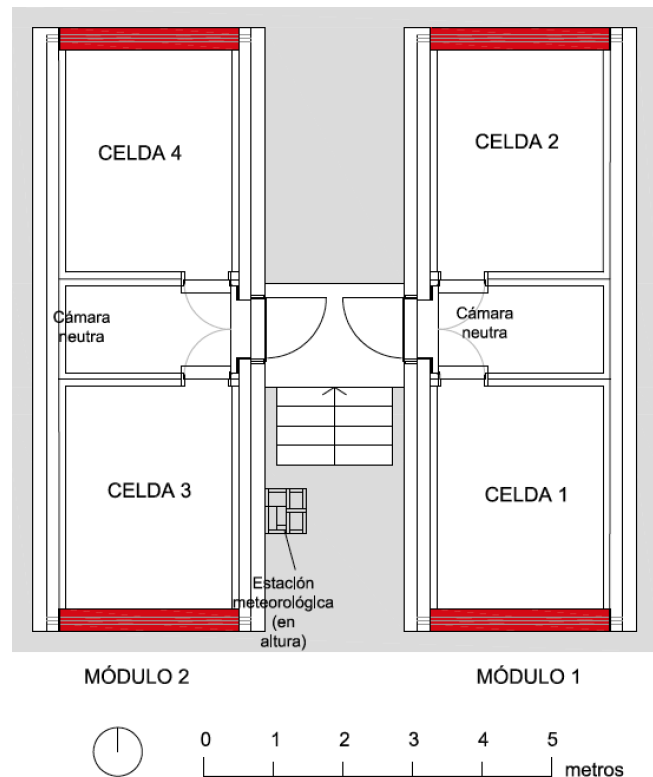 CELDA 4
CELDA 2
Cámara
neutra
Cámara
neutra
CELDA 3
CELDA 1
Estación
meteorológica
(en
altura)
MÓDULO 2
MÓDULO 1
0 1 2 3 4 5
metros